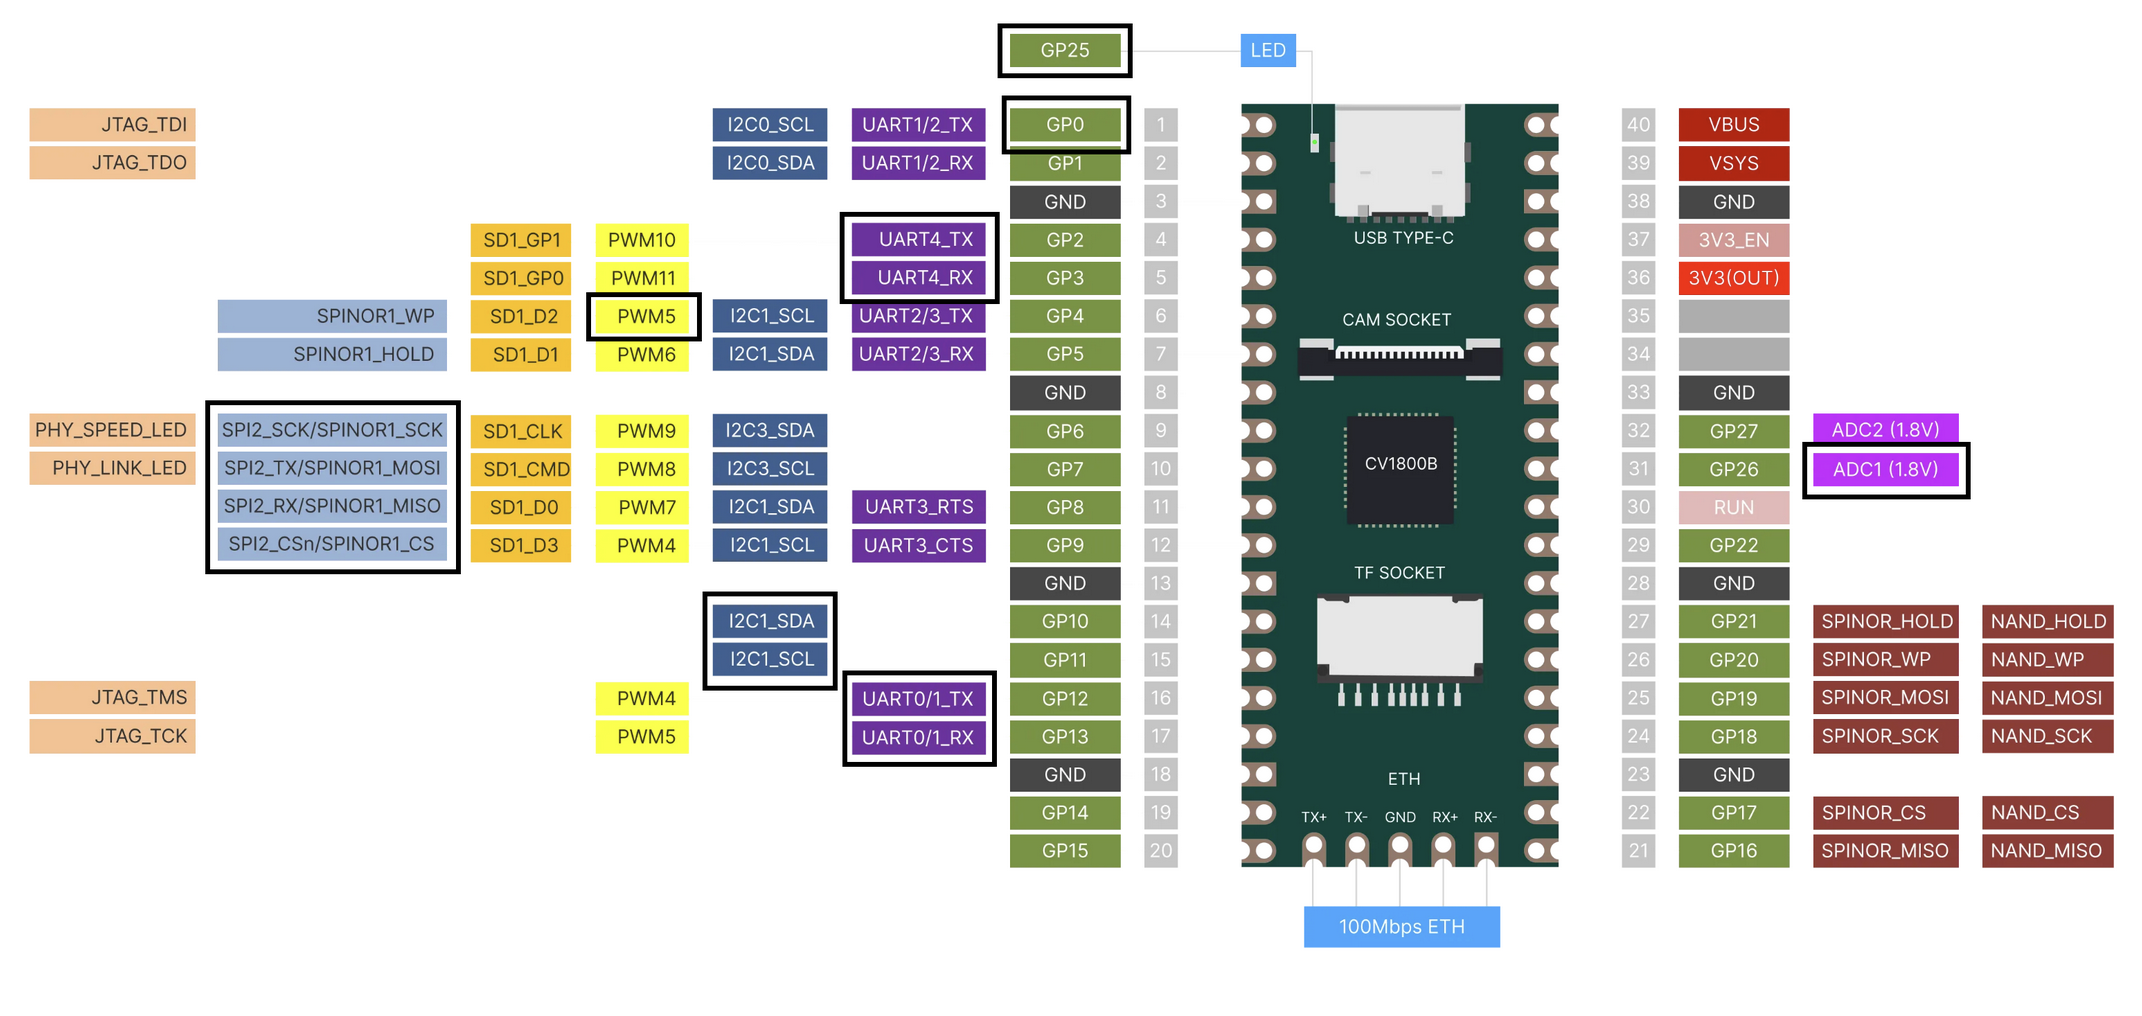 GP25 LED
JTAG_TDI I2C0_SCL UART1/2_TX GP0 1 40 VBUS
JTAG_TDO I2C0_SDA UART1/2_RX GP1 2 39 VSYS
GND 3 38 GND
SD1_GP1 PWM10 UART4_TX GP2 4 USB TYPE-C 37 3V3_EN
SD1_GP0 PWM11 UART4_RX GP3 5 36 3V3(OUT)
SPINOR1_WP SD1_D2 PWM5 I2C1_SCL UART2/3_TX GP4 6 CAM SOCKET 35
SPINOR1_HOLD SD1_D1 PWM6 I2C1_SDA UART2/3_RX GP5 7 34
GND 8 33 GND
PHY_SPEED_LED SPI2_SCK/SPINOR1_SCK SD1_CLK PWM9 I2C3_SDA GP6 9 32 GP27 ADC2 (1.8V)
PHY_LINK_LED SPI2_TX/SPINOR1_MOSI SD1_CMD PWM8 I2C3_SCL GP7 10 CV1800B 31 GP26 ADC1 (1.8V)
SPI2_RX/SPINOR1_MISO SD1_D0 PWM7 I2C1_SDA UART3_RTS GP8 11 30 RUN
SPI2_CSn/SPINOR1_CS SD1_D3 PWM4 I2C1_SCL UART3_CTS GP9 12 29 GP22
GND 13 TF SOCKET 28 GND
I2C1_SDA GP10 14 27 GP21 SPINOR_HOLD NAND_HOLD
I2C1_SCL GP11 15 26 GP20 SPINOR_WP NAND_WP
JTAG_TMS PWM4 UART0/1_TX GP12 16 25 GP19 SPINOR_MOSI NAND_MOSI
JTAG_TCK PWM5 UART0/1_RX GP13 17 24 GP18 SPINOR_SCK NAND_SCK
GND 18 ETH 23 GND
GP14 19 TX+ TX- GND RX+ RX- 22 GP17 SPINOR_CS NAND_CS
GP15 20 21 GP16 SPINOR_MISO NAND_MISO
100Mbps ETH